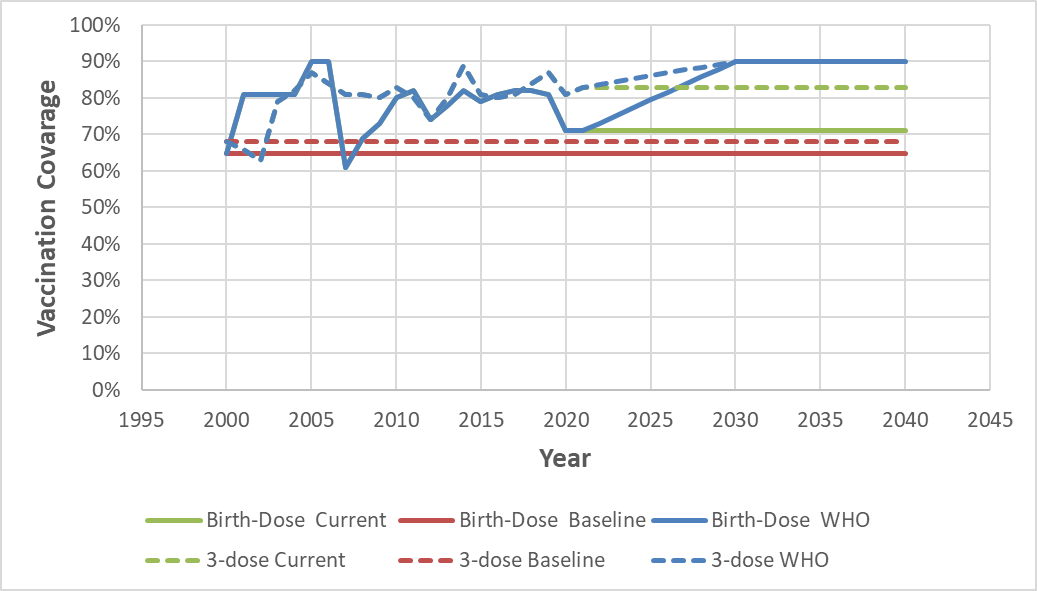 100%
90%
80%
70%
60%
50%
40%
30%
20%
10%
0%
Vaccination Covarage
1995 2000 2005 2010 2015 2020 2025 2030 2035 2040 2045
Year
Birth-Dose Current Birth-Dose Baseline Birth-Dose WHO
3-dose Current 3-dose Baseline 3-dose WHO